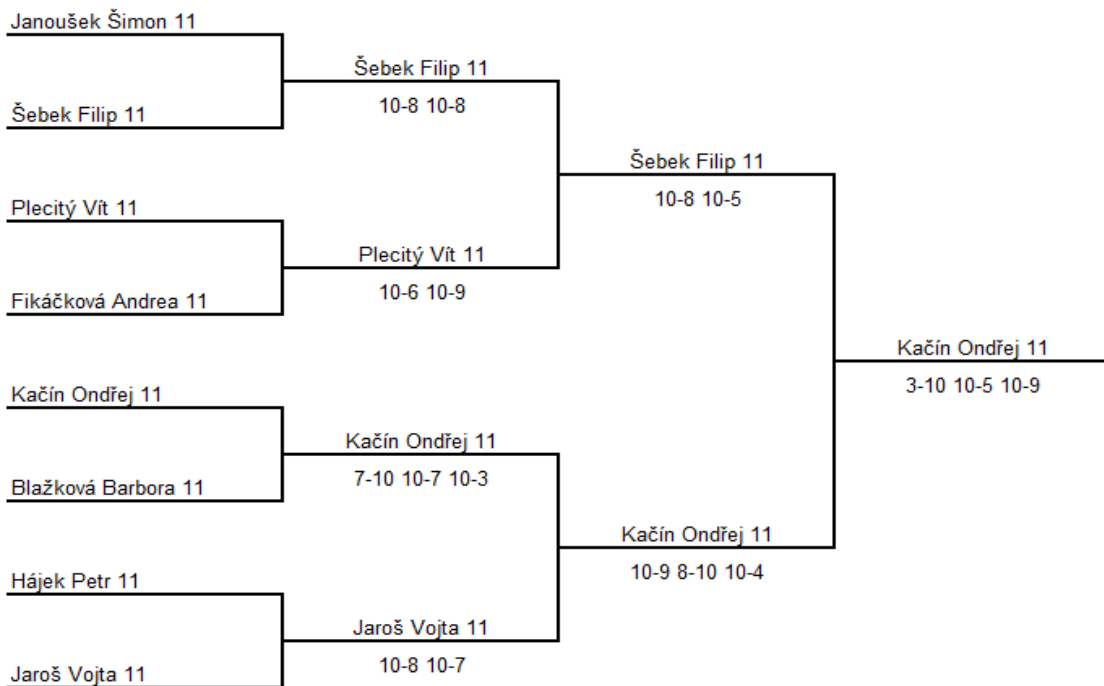 Janoušek Šimon 11
Šebek Filip 11
10-8 10-8
Šebek Filip 11
Šebek Filip 11
10-8 10-5
Plecitý Vít 11
Plecitý Vít 11
10-6 10-9
Fikáčková Andrea 11
Kačín Ondřej 11
3-10 10-5 10-9
Kačín Ondřej 11
Kačín Ondřej 11
7-10 10-7 10-3
Blažková Barbora 11
Kačín Ondřej 11
10-9 8-10 10-4
Hájek Petr 11
Jaroš Vojta 11
10-8 10-7
Jaroš Vojta 11